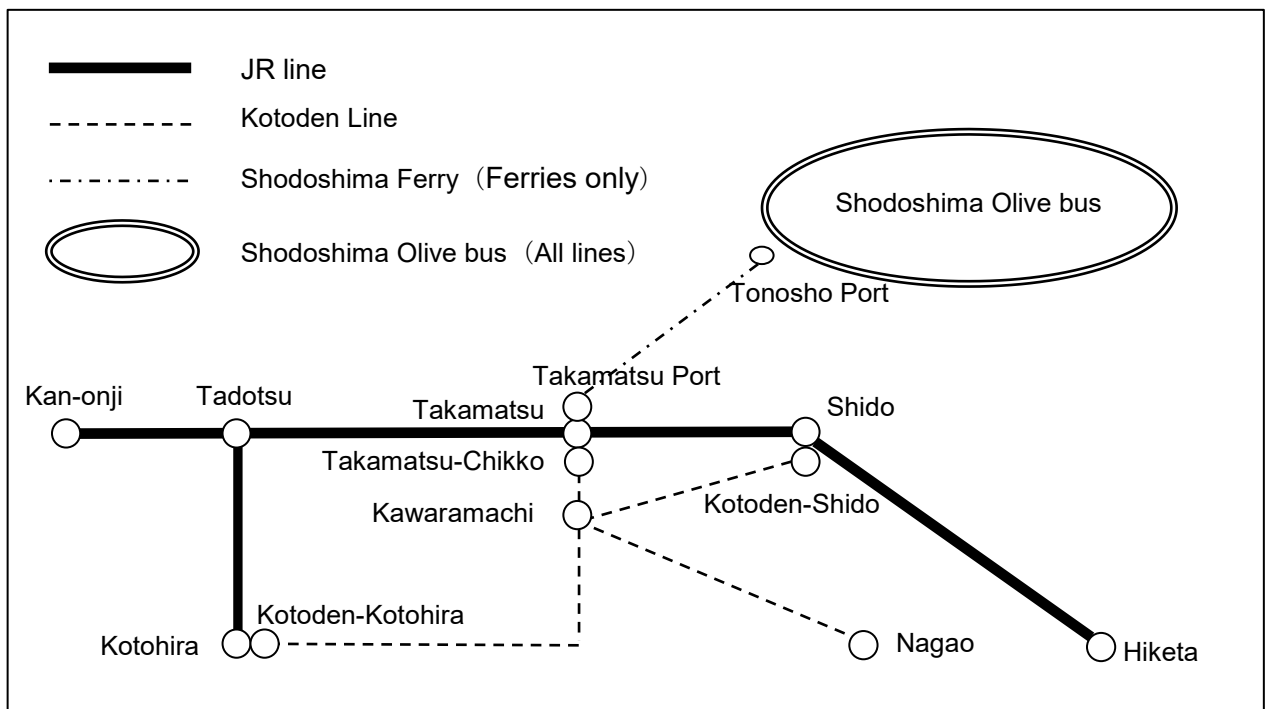 JR line
Kotoden Line
Shodoshima Ferry（Ferries only）
Shodoshima Olive bus（All lines）
Shodoshima Olive bus
Tonosho Port
Takamatsu Port
Kan-onji
Tadotsu
Takamatsu
Shido
Takamatsu-Chikko
Kawaramachi
Kotoden-Shido
Kotoden-Kotohira
Kotohira
Nagao
Hiketa